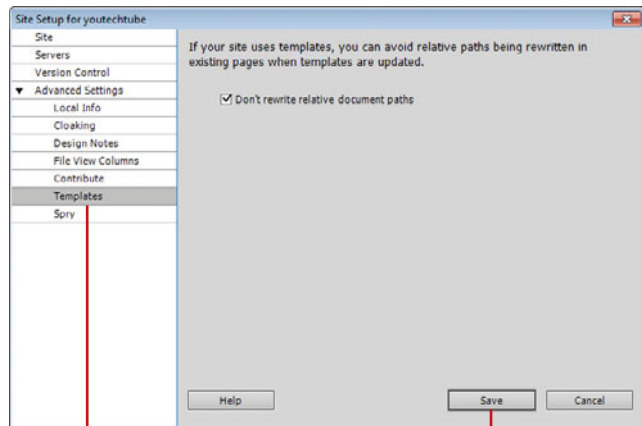 Site Setup for youtechtube
Site
Servers
Version Control
Advanced Settings
Local Info
Cloaking
Design Notes
File View Columns
Contribute
Templates
Spry
If your site uses templates, you can avoid relative paths being rewritten in
existing pages when templates are updated.
Don't rewrite relative document paths
Help
Save
Cancel